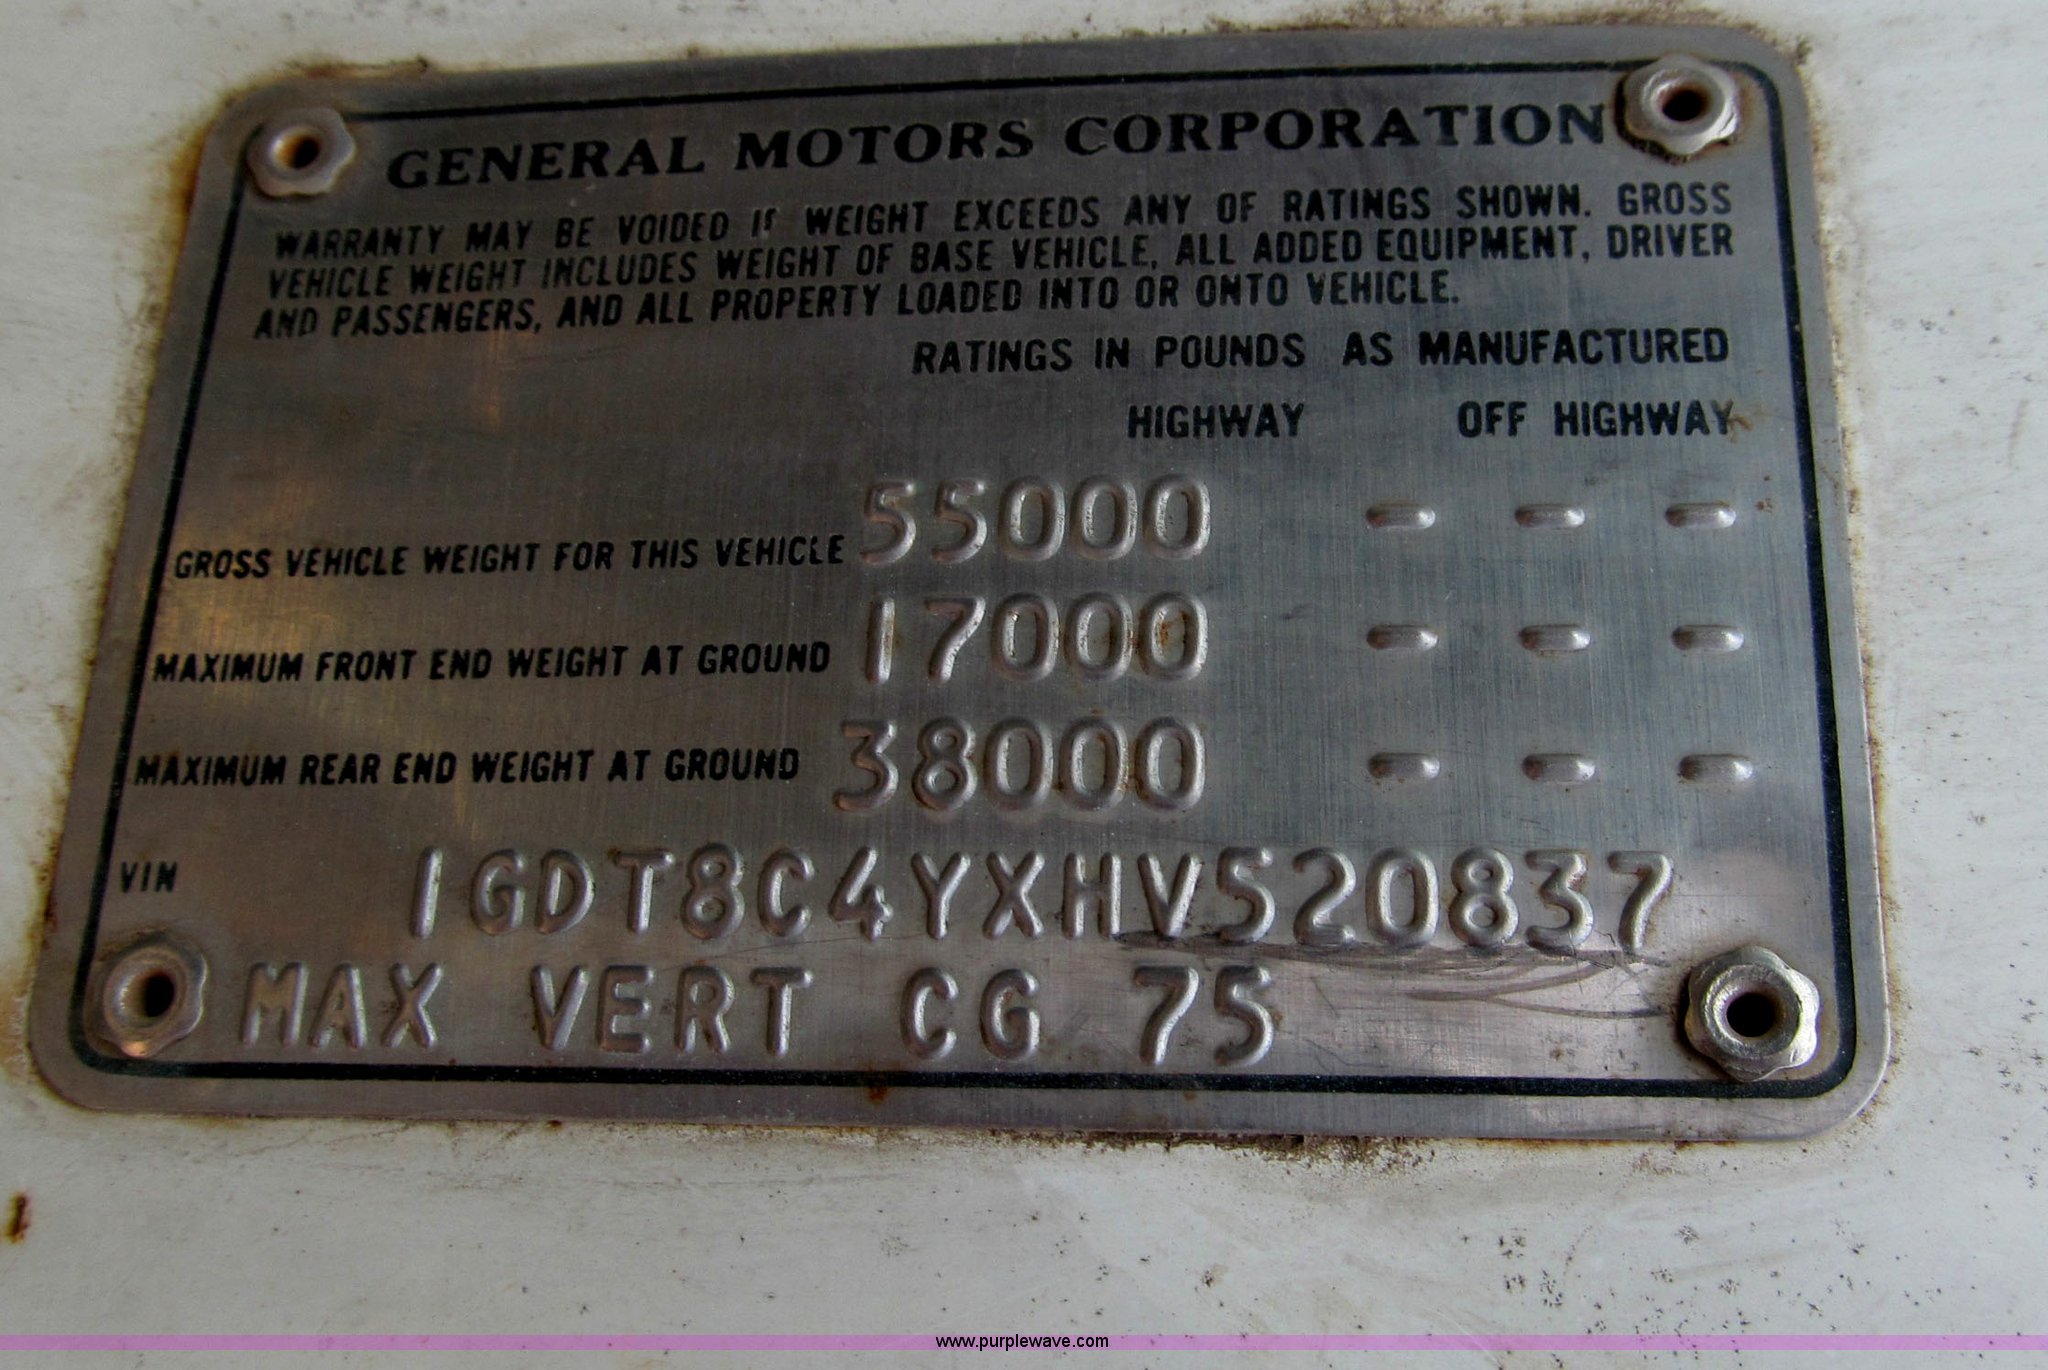 GENERAL MOTORS CORPORATION
WARRANTY MAY BE VOIDED IF WEIGHT EXCEEDS ANY OF RATINGS SHOWN. GROSS
VEHICLE WEIGHT INCLUDES WEIGHT OF BASE VEHICLE, ALL ADDED EQUIPMENT, DRIVER
AND PASSENGERS, AND ALL PROPERTY LOADED INTO OR ONTO VEHICLE.
RATINGS IN POUNDS AS MANUFACTURED
HIGHWAY OFF HIGHWAY
GROSS VEHICLE WEIGHT FOR THIS VEHICLE 55000 - - -
MAXIMUM FRONT END WEIGHT AT GROUND 17000 - - -
MAXIMUM REAR END WEIGHT AT GROUND 38000 - - -
VIN 1GDT8C4YXHV520837
MAX VERT CG 75
www.purplewave.com